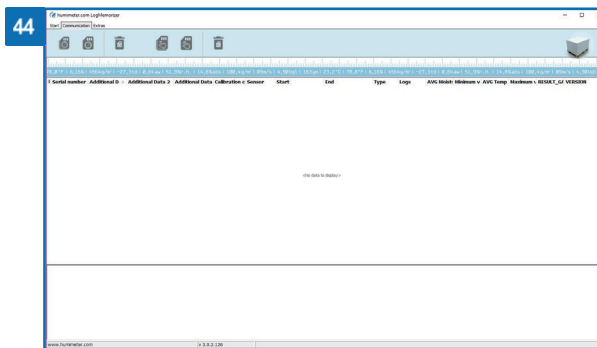 44
humimeter.com LogMemorizer
Start Communication Extras
Serial number Additional D Additional Data 2 Additional Data Calibration c Sensor Start End Type Logs AVG Moist Minimum v AVG Temp Maximum v RESULT_G/ VERSION
<No data to display>
www.humimeter.com v 3.0.2.126